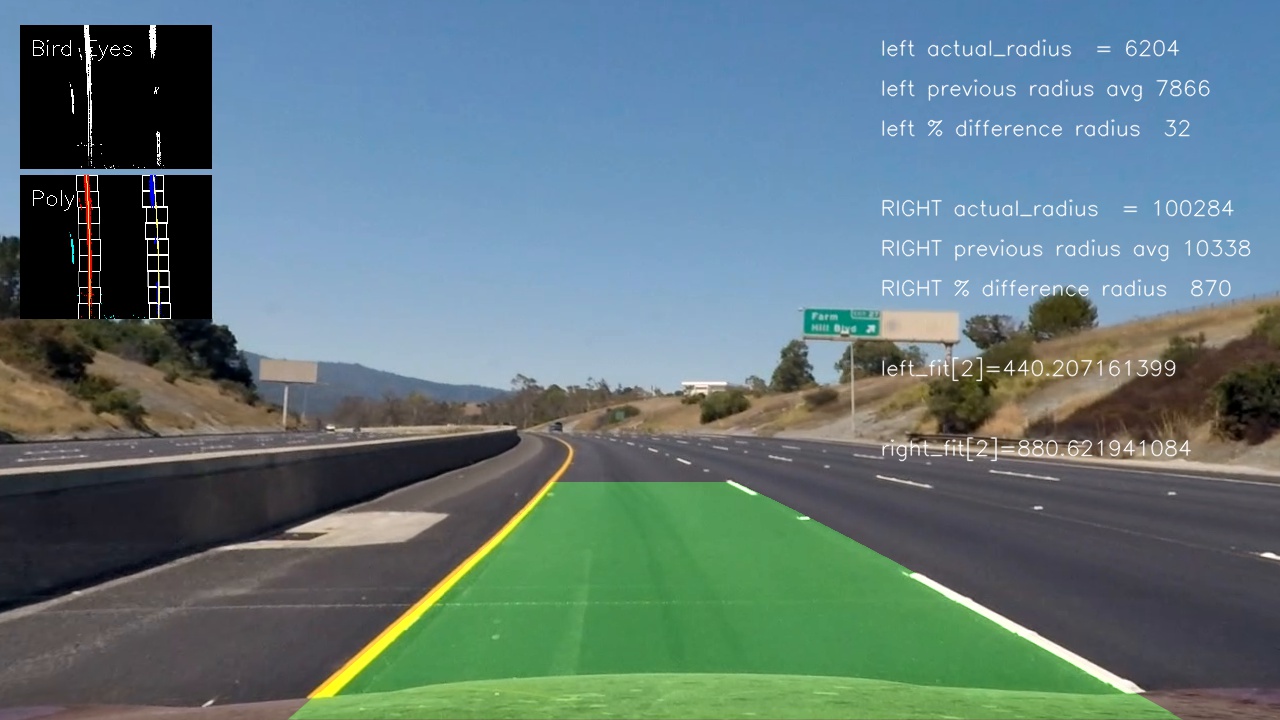 Bird Eyes
Poly
left actual_radius = 6204
left previous radius avg 7866
left % difference radius 32
RIGHT actual_radius = 100284
RIGHT previous radius avg 10338
RIGHT % difference radius 870
Farm
Hill Blvd
left_fit[2]=440.207161399
right_fit[2]=880.621941084